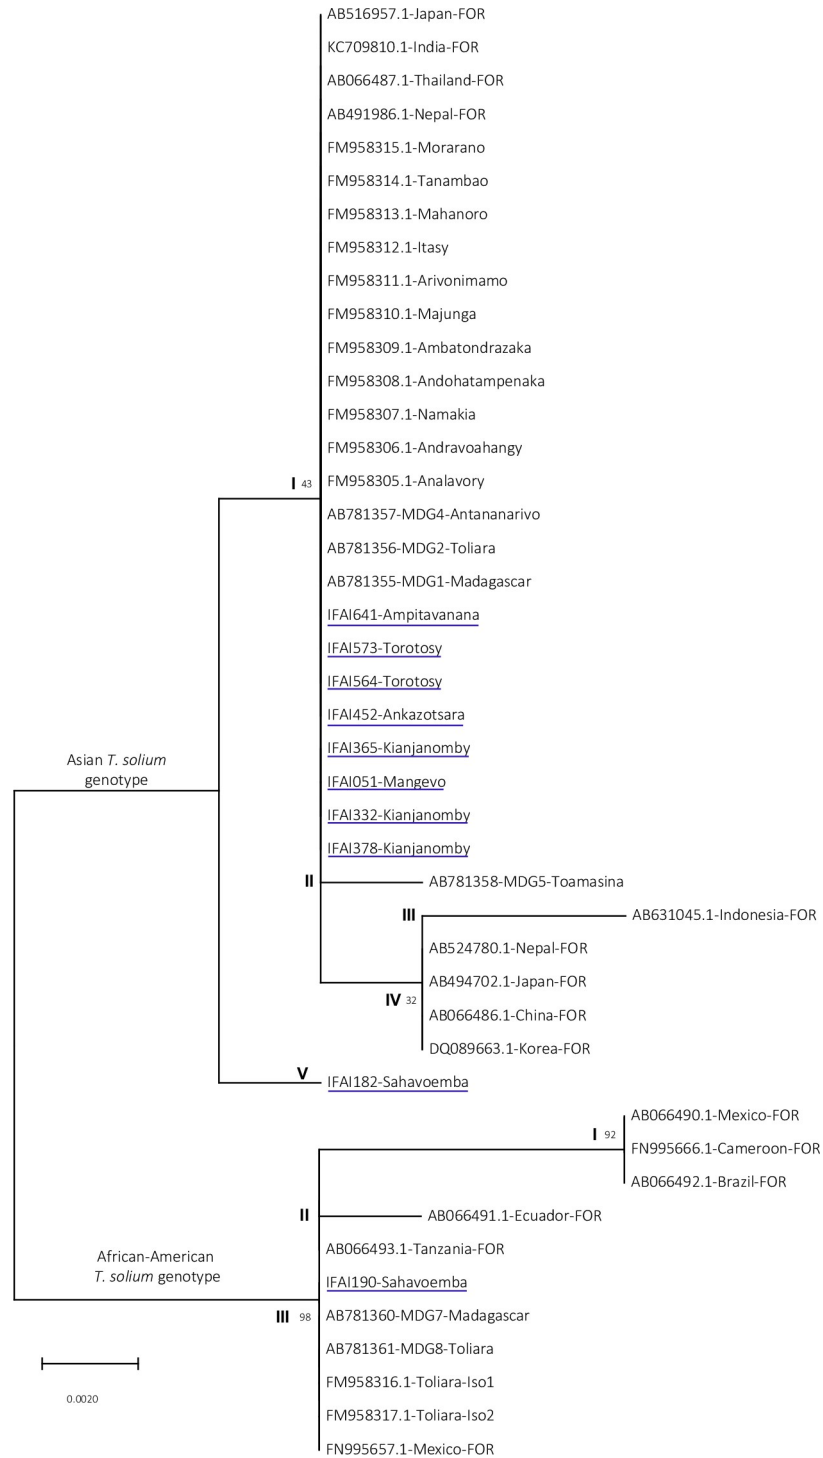 AB516957.1-Japan-FOR
KC709810.1-India-FOR
AB066487.1-Thailand-FOR
AB491986.1-Nepal-FOR
FM958315.1-Morarano
FM958314.1-Tanambao
FM958313.1-Mahanoro
FM958312.1-Itasy
FM958311.1-Arivonimamo
FM958310.1-Majunga
FM958309.1-Ambatondrazaka
FM958308.1-Andohatampenaka
FM958307.1-Namakia
FM958306.1-Andravoahangy
FM958305.1-Analavory
I 43
AB781357-MDG4-Antananarivo
AB781356-MDG2-Toliara
AB781355-MDG1-Madagascar
IFAI641-Ampitavanana
IFAI573-Torotosy
IFAI564-Torotosy
IFAI452-Ankazotsara
IFAI365-Kianjanomby
Asian T. solium
genotype
IFAI051-Mangevo
IFAI332-Kianjanomby
IFAI378-Kianjanomby
II
AB781358-MDG5-Toamasina
III
AB631045.1-Indonesia-FOR
AB524780.1-Nepal-FOR
AB494702.1-Japan-FOR
IV 32
AB066486.1-China-FOR
DQ089663.1-Korea-FOR
V
IFAI182-Sahavoemba
AB066490.1-Mexico-FOR
I 92
FN995666.1-Cameroon-FOR
AB066492.1-Brazil-FOR
II
AB066491.1-Ecuador-FOR
AB066493.1-Tanzania-FOR
African-American
T. solium genotype
IFAI190-Sahavoemba
III 98
AB781360-MDG7-Madagascar
AB781361-MDG8-Toliara
FM958316.1-Toliara-Iso1
0.0020
FM958317.1-Toliara-Iso2
FN995657.1-Mexico-FOR